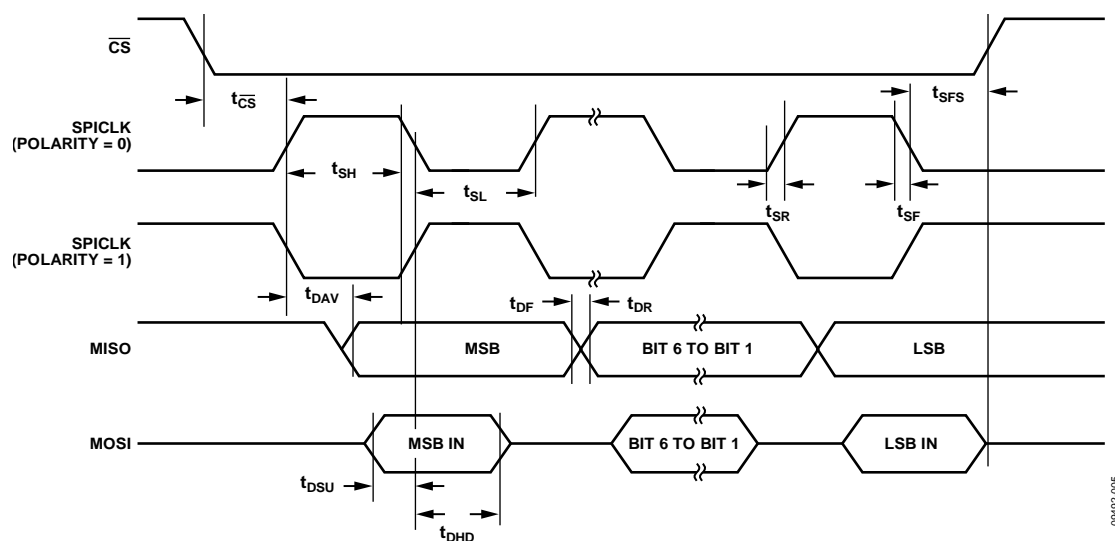 CS
tCS
tSFS
SPICLK
(POLARITY = 0)
tSH
tSL
tSR
tSF
SPICLK
(POLARITY = 1)
tDAV
tDF
tDR
MISO
MSB
BIT 6 TO BIT 1
LSB
MOSI
MSB IN
BIT 6 TO BIT 1
LSB IN
tDSU
tDHD